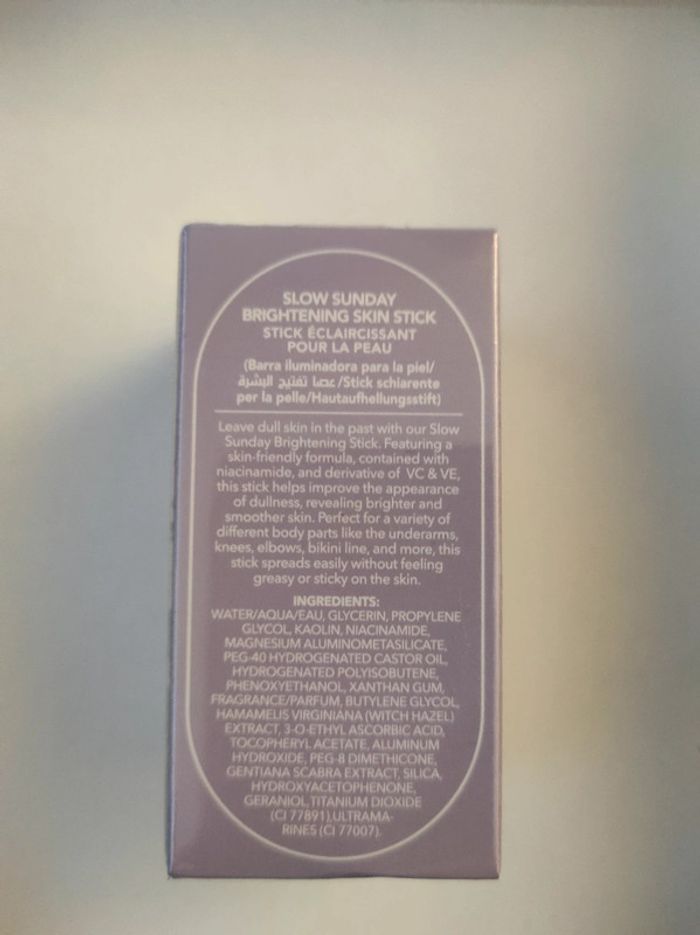 SLOW SUNDAY
BRIGHTENING SKIN STICK
STICK ÉCLAIRCISSANT
POUR LA PEAU
(Barra iluminadora para la piel/
عصا تفتيح البشرة/Stick schiarente
per la pelle/Hautaufhellungsstift)
Leave dull skin in the past with our Slow
Sunday Brightening Stick. Featuring a
skin-friendly formula, contained with
niacinamide, and derivative of VC & VE,
this stick helps improve the appearance
of dullness, revealing brighter and
smoother skin. Perfect for a variety of
different body parts like the underarms,
knees, elbows, bikini line, and more, this
stick spreads easily without feeling
greasy or sticky on the skin.
INGREDIENTS:
WATER/AQUA/EAU, GLYCERIN, PROPYLENE
GLYCOL, KAOLIN, NIACINAMIDE,
MAGNESIUM ALUMINOMETASILICATE,
PEG-40 HYDROGENATED CASTOR OIL,
HYDROGENATED POLYISOBUTENE,
PHENOXYETHANOL, XANTHAN GUM,
FRAGRANCE/PARFUM, BUTYLENE GLYCOL,
HAMAMELIS VIRGINIANA (WITCH HAZEL)
EXTRACT, 3-O-ETHYL ASCORBIC ACID,
TOCOPHERYL ACETATE, ALUMINUM
HYDROXIDE, PEG-8 DIMETHICONE,
GENTIANA SCABRA EXTRACT, SILICA,
HYDROXYACETOPHENONE,
GERANIOL,TITANIUM DIOXIDE
(CI 77891),ULTRAMA-
RINES (CI 77007).